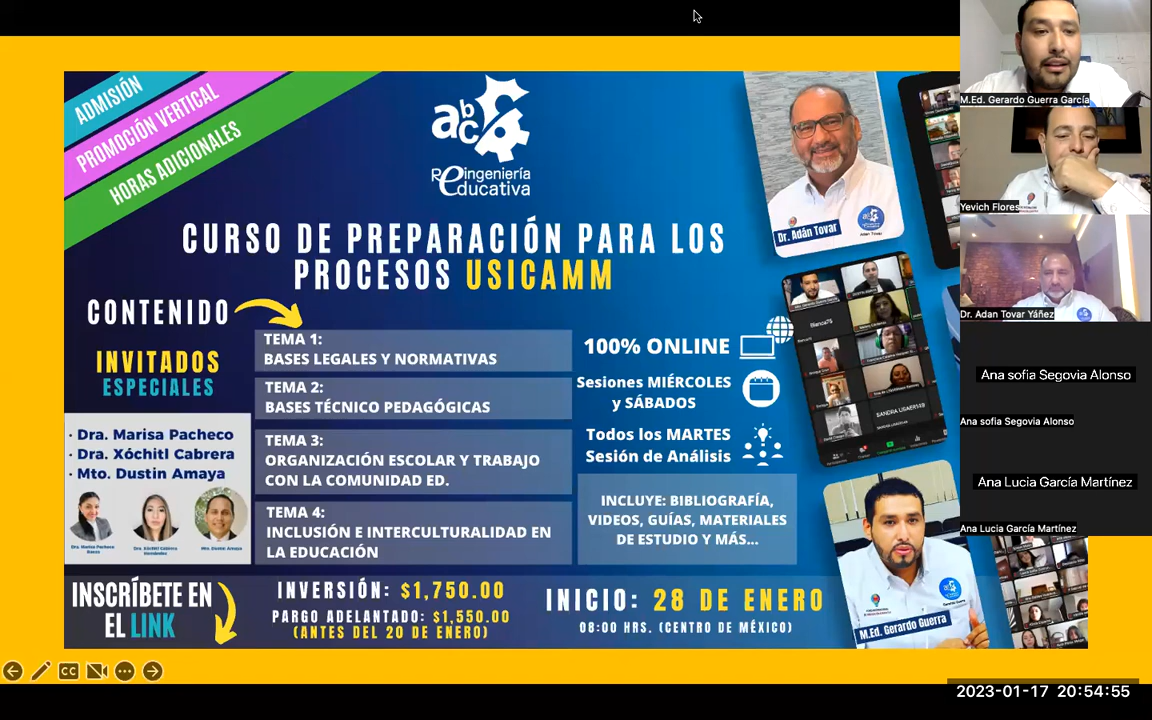 ADMISIÓN
PROMOCIÓN VERTICAL
HORAS ADICIONALES
abc
Reingeniería
Educativa
CURSO DE PREPARACIÓN PARA LOS
PROCESOS USICAMM
CONTENIDO
INVITADOS
ESPECIALES
· Dra. Marisa Pacheco
· Dra. Xóchitl Cabrera
· Mto. Dustin Amaya
TEMA 1:
BASES LEGALES Y NORMATIVAS
TEMA 2:
BASES TÉCNICO PEDAGÓGICAS
TEMA 3:
ORGANIZACIÓN ESCOLAR Y TRABAJO
CON LA COMUNIDAD ED.
TEMA 4:
INCLUSIÓN E INTERCULTURALIDAD EN
LA EDUCACIÓN
100% ONLINE
Sesiones MIÉRCOLES
y SÁBADOS
Todos los MARTES
Sesión de Análisis
INCLUYE: BIBLIOGRAFÍA,
VIDEOS, GUÍAS, MATERIALES
DE ESTUDIO Y MÁS...
INSCRÍBETE EN
EL LINK
INVERSIÓN: $1,750.00
PARGO ADELANTADO: $1,550.00
(ANTES DEL 20 DE ENERO)
INICIO: 28 DE ENERO
08:00 HRS. (CENTRO DE MÉXICO)
Dr. Adán Tovar
M.Ed. Gerardo Guerra
M.Ed. Gerardo Guerra García
Yevich Flores
Dr. Adan Tovar Yáñez
Ana sofia Segovia Alonso
Ana sofia Segovia Alonso
Ana Lucia García Martínez
Ana Lucia García Martínez
CC
2023-01-17 20:54:55